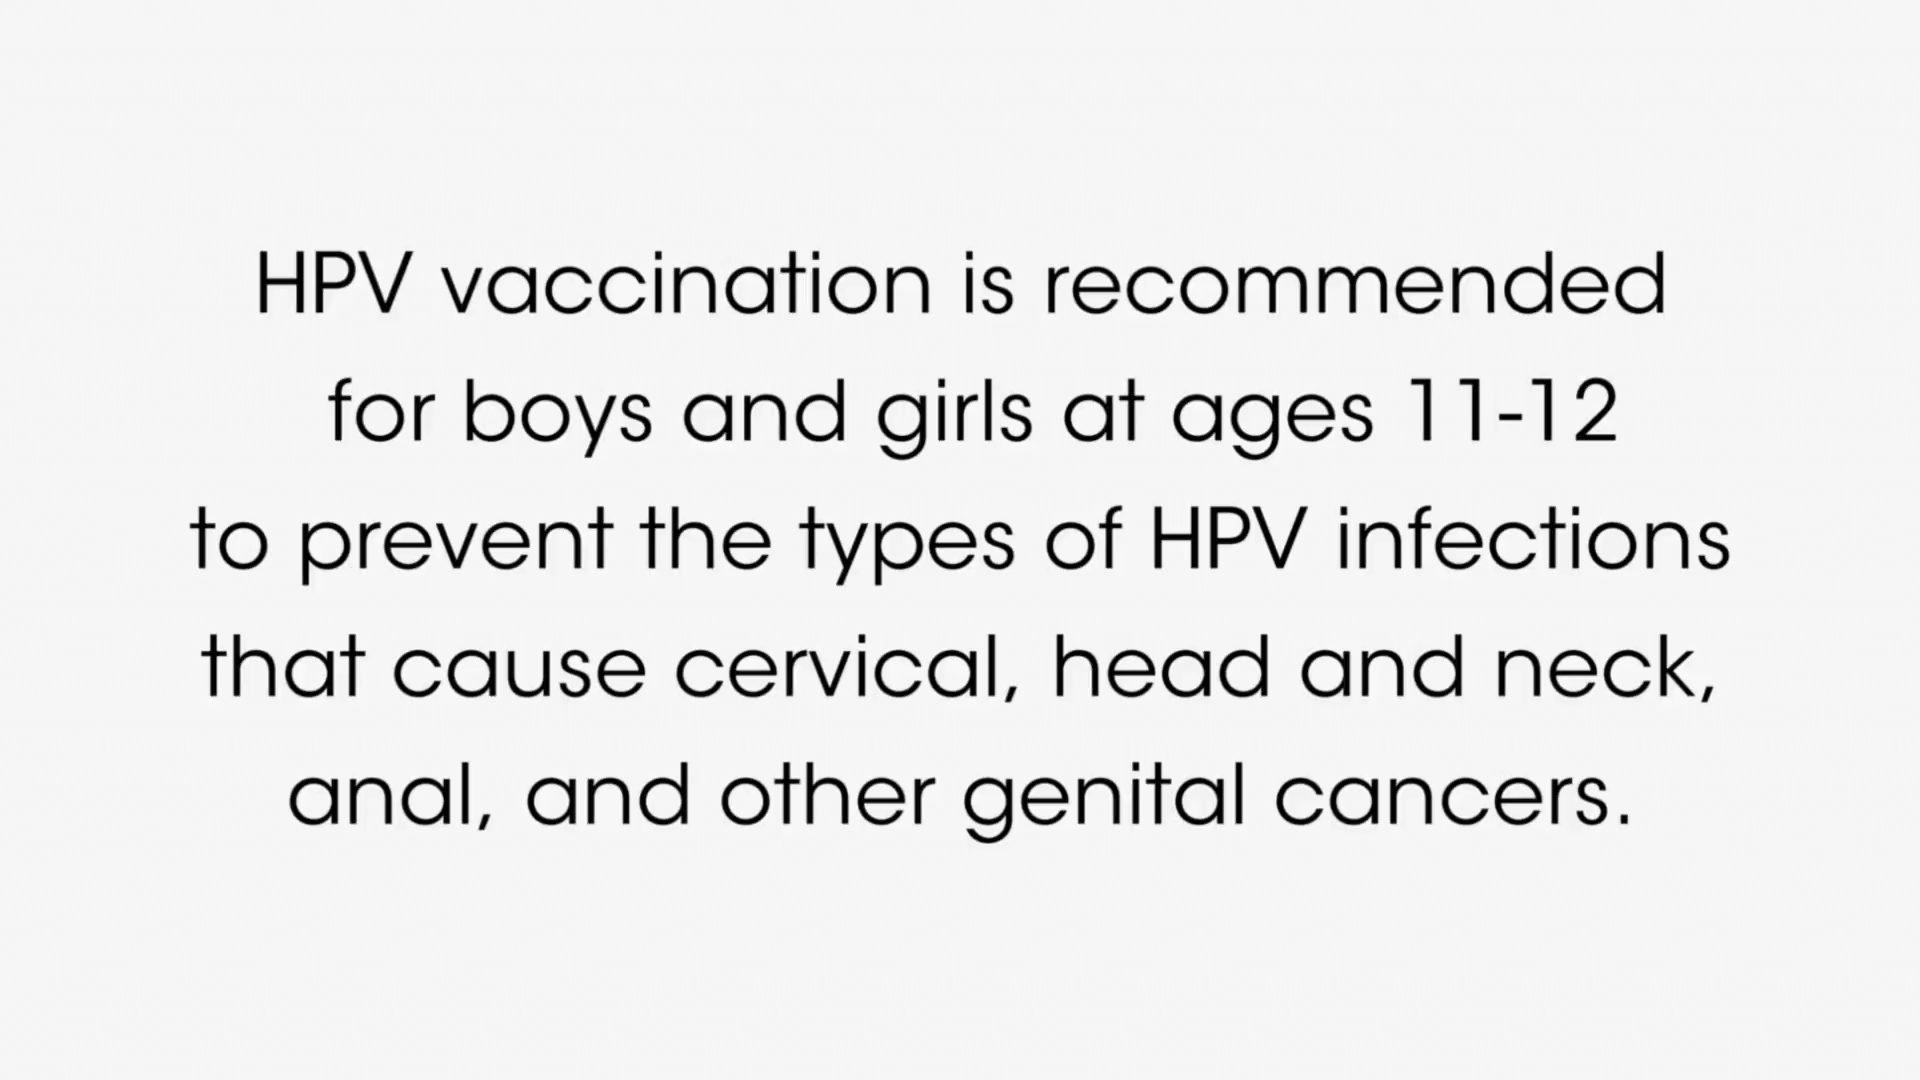 HPV vaccination is recommended
for boys and girls at ages 11-12
to prevent the types of HPV infections
that cause cervical, head and neck,
anal, and other genital cancers.